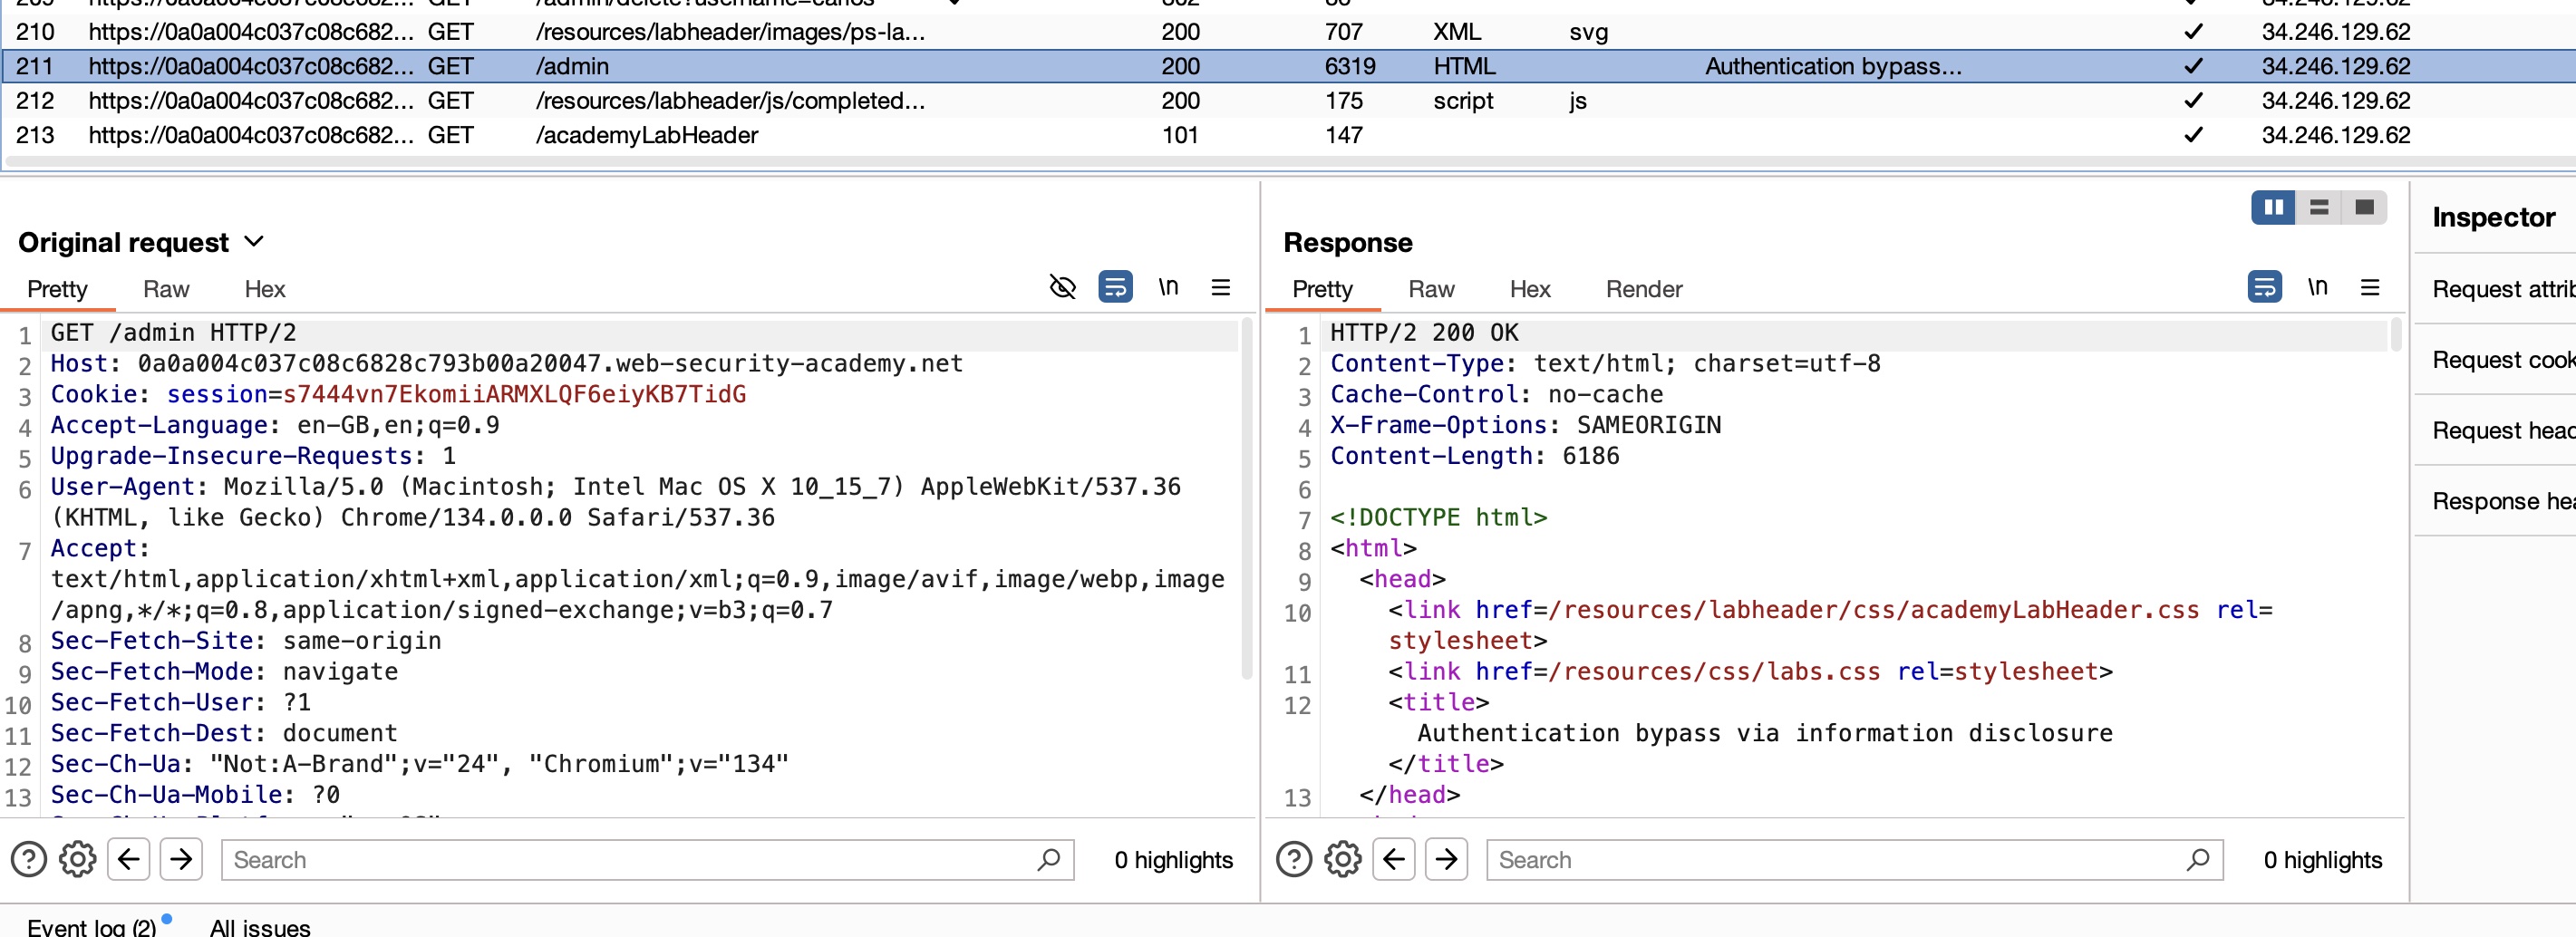 209 https://0a0a004c037c08c682... GET /admin/delete?username=carlos 302 86 34.246.129.62
210 https://0a0a004c037c08c682... GET /resources/labheader/images/ps-la... 200 707 XML svg 34.246.129.62
211 https://0a0a004c037c08c682... GET /admin 200 6319 HTML Authentication bypass... 34.246.129.62
212 https://0a0a004c037c08c682... GET /resources/labheader/js/completed... 200 175 script js 34.246.129.62
213 https://0a0a004c037c08c682... GET /academyLabHeader 101 147 34.246.129.62
Original request
Pretty Raw Hex \n
1 GET /admin HTTP/2
2 Host: 0a0a004c037c08c6828c793b00a20047.web-security-academy.net
3 Cookie: session=s7444vn7EkomiiARMXLQF6eiyKB7TidG
4 Accept-Language: en-GB,en;q=0.9
5 Upgrade-Insecure-Requests: 1
6 User-Agent: Mozilla/5.0 (Macintosh; Intel Mac OS X 10_15_7) AppleWebKit/537.36
(KHTML, like Gecko) Chrome/134.0.0.0 Safari/537.36
7 Accept:
text/html,application/xhtml+xml,application/xml;q=0.9,image/avif,image/webp,image
/apng,*/*;q=0.8,application/signed-exchange;v=b3;q=0.7
8 Sec-Fetch-Site: same-origin
9 Sec-Fetch-Mode: navigate
10 Sec-Fetch-User: ?1
11 Sec-Fetch-Dest: document
12 Sec-Ch-Ua: "Not:A-Brand";v="24", "Chromium";v="134"
13 Sec-Ch-Ua-Mobile: ?0
Search 0 highlights
Response
Pretty Raw Hex Render \n
1 HTTP/2 200 OK
2 Content-Type: text/html; charset=utf-8
3 Cache-Control: no-cache
4 X-Frame-Options: SAMEORIGIN
5 Content-Length: 6186
6
7 <!DOCTYPE html>
8 <html>
9 <head>
10 <link href=/resources/labheader/css/academyLabHeader.css rel=
stylesheet>
11 <link href=/resources/css/labs.css rel=stylesheet>
12 <title>
Authentication bypass via information disclosure
</title>
13 </head>
Search 0 highlights
Inspector
Request attrib
Request cook
Request head
Response hea
Event log (2) All issues